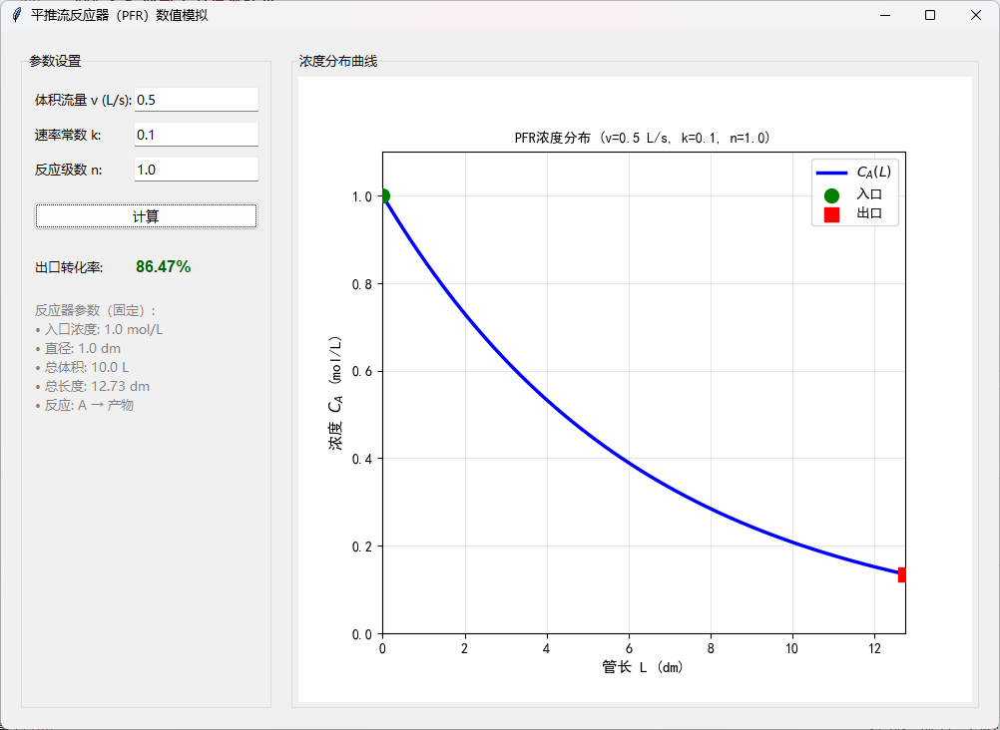 平推流反应器（PFR）数值模拟
参数设置
体积流量 v (L/s): 0.5
速率常数 k: 0.1
反应级数 n: 1.0
计算
出口转化率: 86.47%
反应器参数（固定）:
• 入口浓度: 1.0 mol/L
• 直径: 1.0 dm
• 总体积: 10.0 L
• 总长度: 12.73 dm
• 反应: A → 产物
浓度分布曲线
PFR浓度分布 (v=0.5 L/s, k=0.1, n=1.0)
C_A(L)
入口
出口
浓度 C_A (mol/L)
1.0
0.8
0.6
0.4
0.2
0.0
0 2 4 6 8 10 12
管长 L (dm)